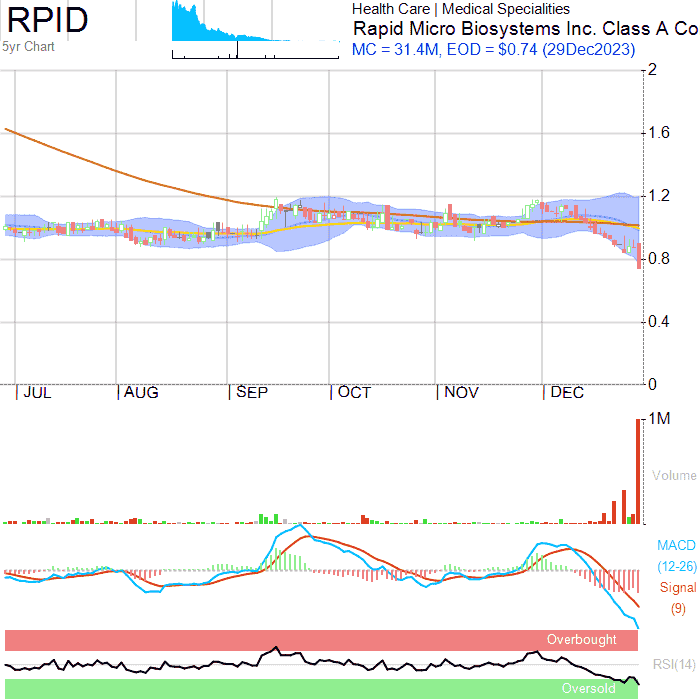 RPID
5yr Chart
Health Care | Medical Specialities
Rapid Micro Biosystems Inc. Class A Co
MC = 31.4M, EOD = $0.74 (29Dec2023)
2
1.6
1.2
0.8
0.4
0
JUL AUG SEP OCT NOV DEC
1M
Volume
MACD
(12-26)
Signal
(9)
Overbought
RSI(14)
Oversold